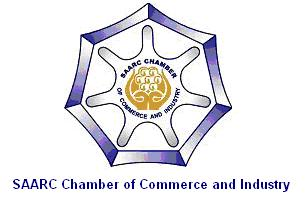 SAARC CHAMBER
OF COMMERCE AND INDUSTRY
SAARC Chamber of Commerce and Industry